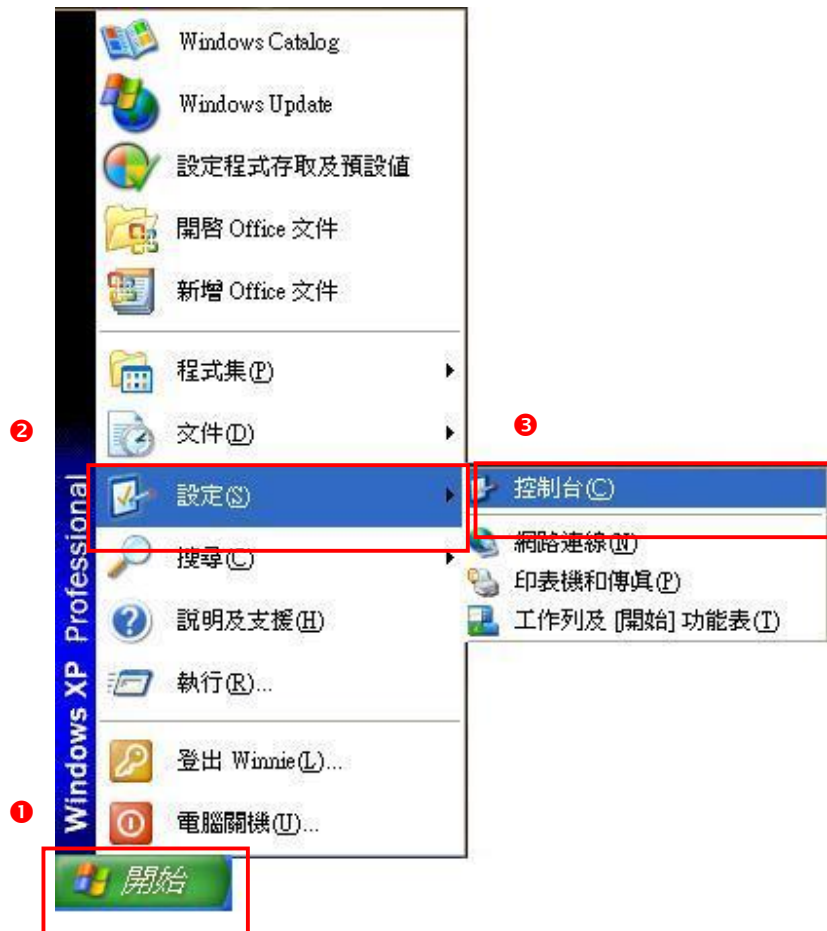 Windows Catalog
Windows Update
設定程式存取及預設值
開啓 Office 文件
新增 Office 文件
程式集(P)
❷
文件(D)
❸
設定(S)
控制台(C)
搜尋(C)
網路連線(N)
印表機和傳真(P)
說明及支援(H)
工作列及 [開始] 功能表(T)
執行(R)...
登出 Winnie(L)...
❶
電腦關機(U)...
Windows XP Professional
開始